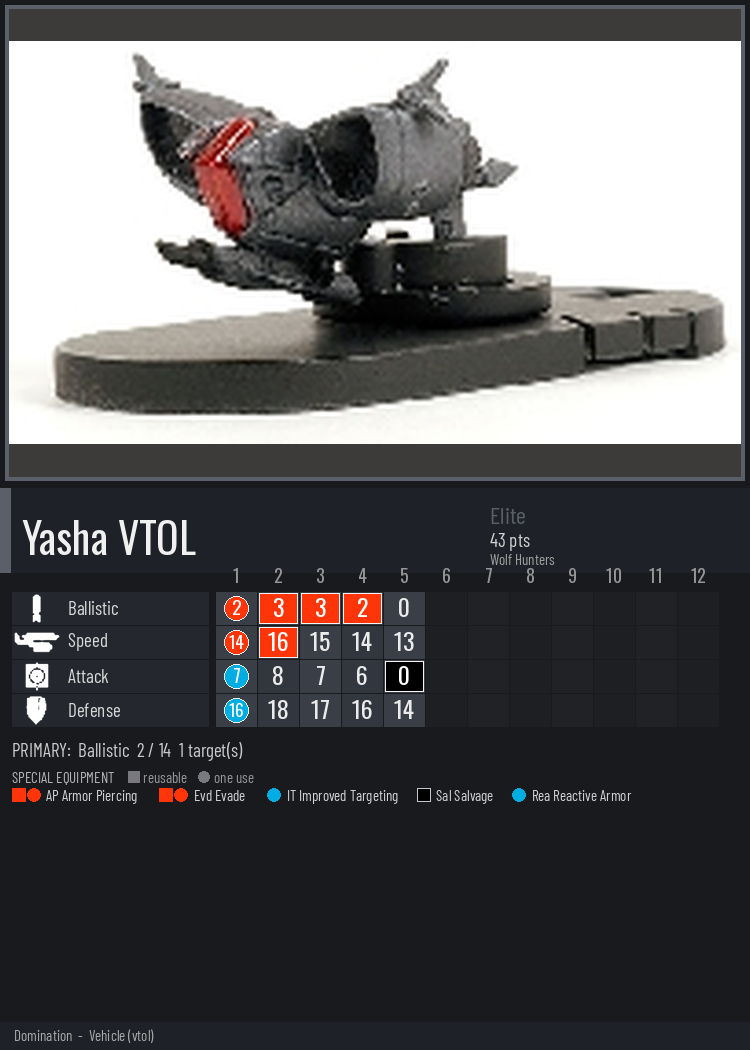 Yasha VTOL
Elite
43 pts
Wolf Hunters
1 2 3 4 5 6 7 8 9 10 11 12
Ballistic 2 3 3 2 0
Speed 14 16 15 14 13
Attack 7 8 7 6 0
Defense 16 18 17 16 14
PRIMARY: Ballistic 2 / 14 1 target(s)
SPECIAL EQUIPMENT reusable one use
AP Armor Piercing Evd Evade IT Improved Targeting Sal Salvage Rea Reactive Armor
Domination - Vehicle (vtol)